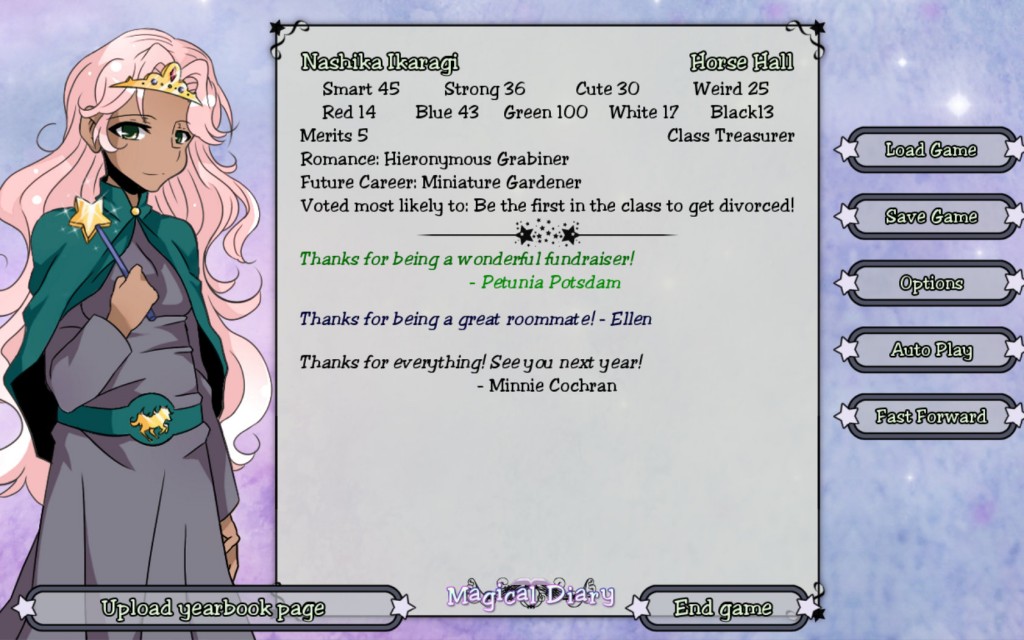 Nashika Ikaragi Horse Hall
Smart 45 Strong 36 Cute 30 Weird 25
Red 14 Blue 43 Green 100 White 17 Black13
Merits 5 Class Treasurer
Romance: Hieronymous Grabiner
Future Career: Miniature Gardener
Voted most likely to: Be the first in the class to get divorced!
Thanks for being a wonderful fundraiser!
- Petunia Potsdam
Thanks for being a great roommate! - Ellen
Thanks for everything! See you next year!
- Minnie Cochran
Load Game
Save Game
Options
Auto Play
Fast Forward
Upload yearbook page
Magical Diary
End game